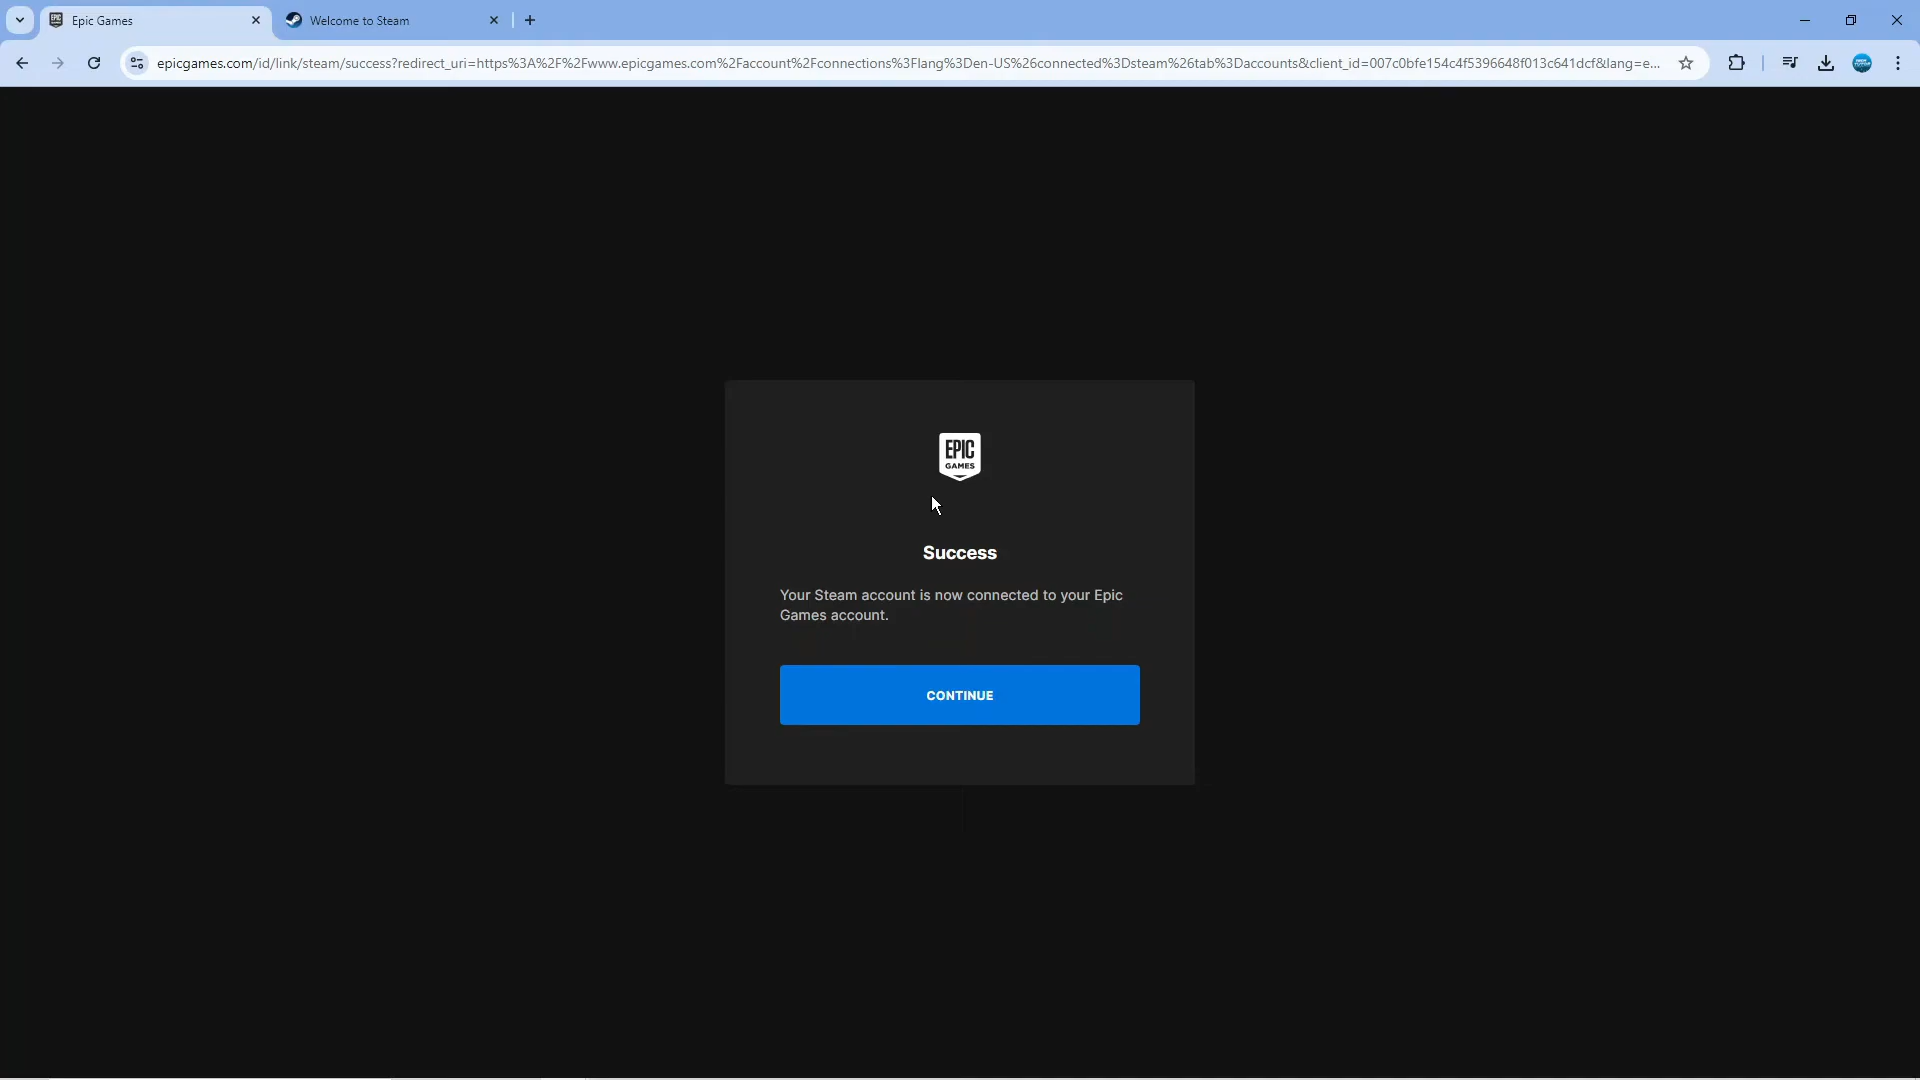 Epic Games
Welcome to Steam
epicgames.com/id/link/steam/success?redirect_uri=https%3A%2F%2Fwww.epicgames.com%2Faccount%2Fconnections%3Flang%3Den-US%26connected%3Dsteam%26tab%3Daccounts&client_id=007c0bfe154c4f5396648f013c641dcf&lang=e...
EPIC
GAMES
Success
Your Steam account is now connected to your Epic
Games account.
CONTINUE